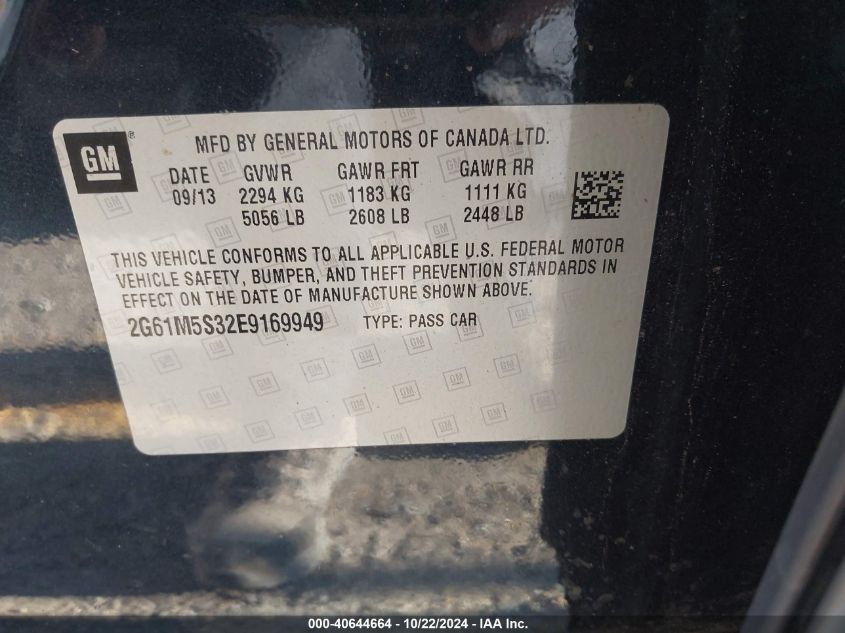 GM ®
MFD BY GENERAL MOTORS OF CANADA LTD.
DATE GVWR GAWR FRT GAWR RR
09/13 2294 KG 1183 KG 1111 KG
5056 LB 2608 LB 2448 LB
THIS VEHICLE CONFORMS TO ALL APPLICABLE U.S. FEDERAL MOTOR
VEHICLE SAFETY, BUMPER, AND THEFT PREVENTION STANDARDS IN
EFFECT ON THE DATE OF MANUFACTURE SHOWN ABOVE.
2G61M5S32E9169949 TYPE: PASS CAR
000-40644664 - 10/22/2024 - IAA Inc.